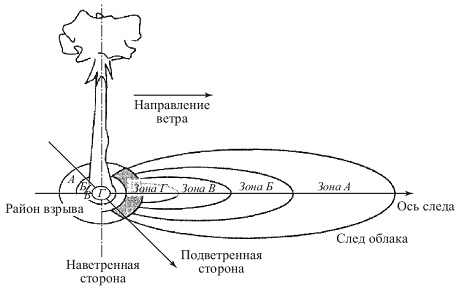 Направление
ветра
А
Б
В
Г
Зона Г
Зона В
Зона Б
Зона А
Район взрыва
Ось следа
След облака
Наветренная
сторона
Подветренная
сторона